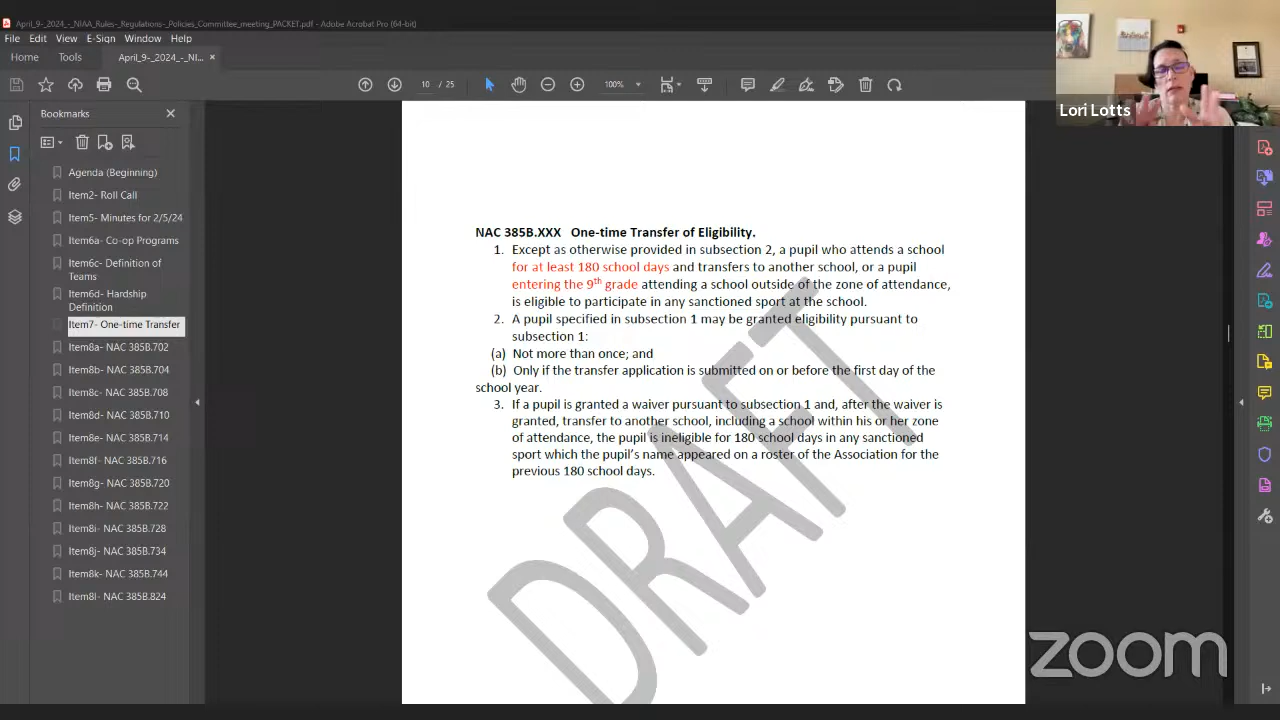 April_9-_2024_-_NIAA_Rules-_Regulations-_Policies_Committee_meeting_PACKET.pdf - Adobe Acrobat Pro (64-bit)
File Edit View E-Sign Window Help
Home Tools April_9-_2024_-_NI... ×
10 / 25 100%
Lori Lotts
Bookmarks
Agenda (Beginning)
Item2- Roll Call
Item5- Minutes for 2/5/24
Item6a- Co-op Programs
Item6c- Definition of
Teams
Item6d- Hardship
Definition
Item7- One-time Transfer
Item8a- NAC 385B.702
Item8b- NAC 385B.704
Item8c- NAC 385B.708
Item8d- NAC 385B.710
Item8e- NAC 385B.714
Item8f- NAC 385B.716
Item8g- NAC 385B.720
Item8h- NAC 385B.722
Item8i- NAC 385B.728
Item8j- NAC 385B.734
Item8k- NAC 385B.744
Item8l- NAC 385B.824
NAC 385B.XXX One-time Transfer of Eligibility.
1. Except as otherwise provided in subsection 2, a pupil who attends a school
for at least 180 school days and transfers to another school, or a pupil
entering the 9th grade attending a school outside of the zone of attendance,
is eligible to participate in any sanctioned sport at the school.
2. A pupil specified in subsection 1 may be granted eligibility pursuant to
subsection 1:
(a) Not more than once; and
(b) Only if the transfer application is submitted on or before the first day of the
school year.
3. If a pupil is granted a waiver pursuant to subsection 1 and, after the waiver is
granted, transfer to another school, including a school within his or her zone
of attendance, the pupil is ineligible for 180 school days in any sanctioned
sport which the pupil's name appeared on a roster of the Association for the
previous 180 school days.
DRAFT
zoom